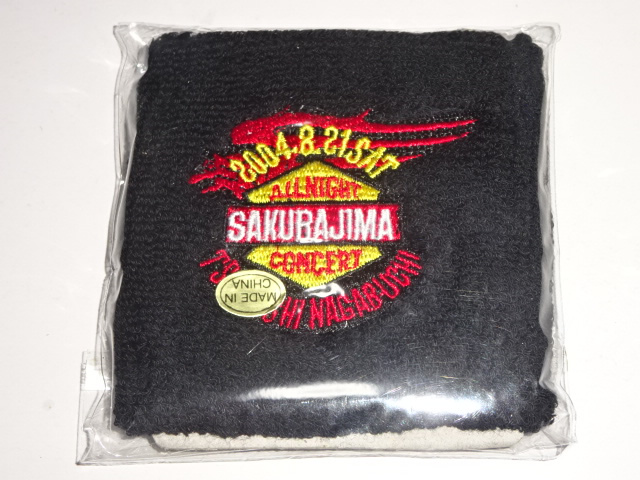 2004.8.21.SAT
ALLNIGHT
SAKURAJIMA
CONCERT
NAGABUCHI
MADE IN
CHINA